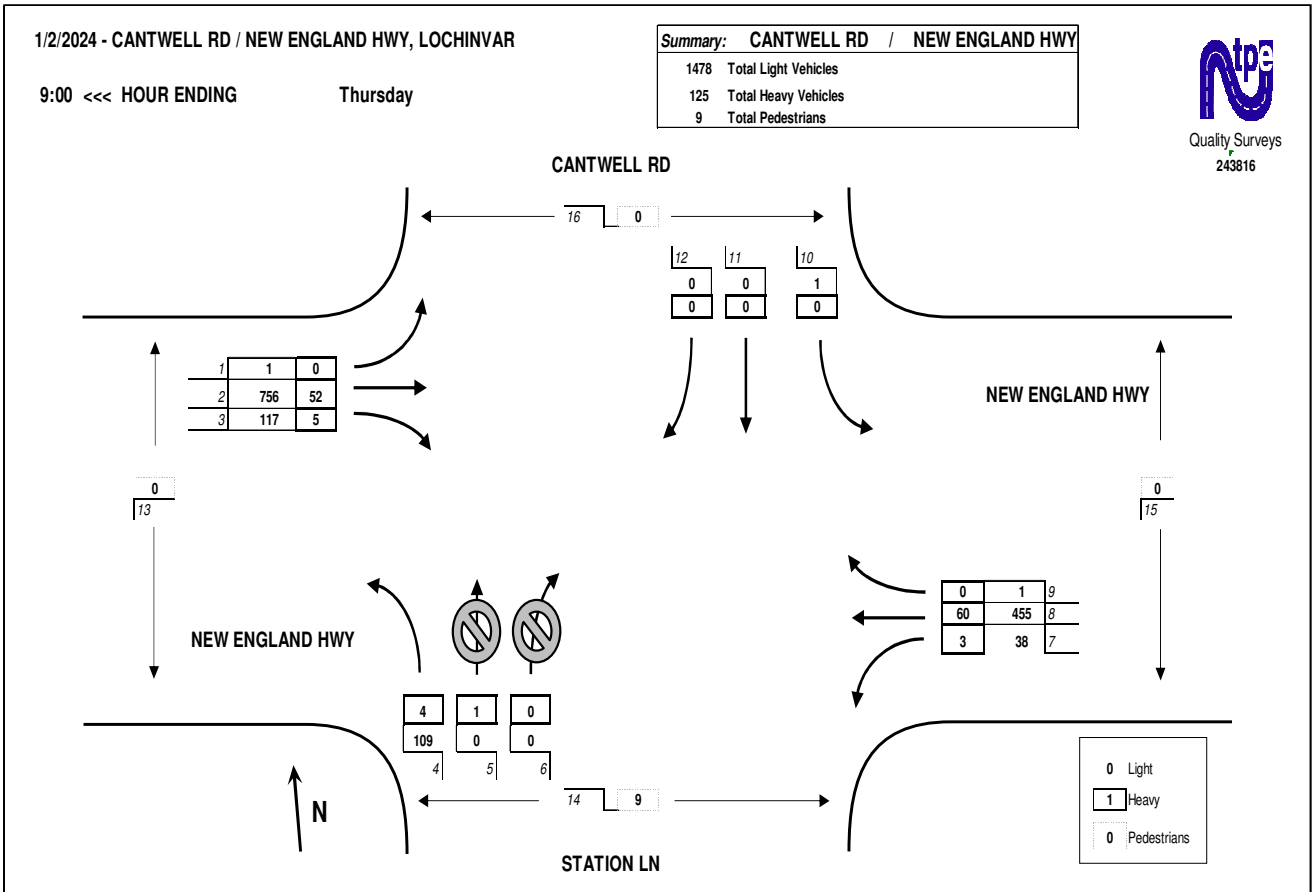 1/2/2024 - CANTWELL RD / NEW ENGLAND HWY, LOCHINVAR
9:00 <<< HOUR ENDING Thursday
Summary: CANTWELL RD / NEW ENGLAND HWY
1478 Total Light Vehicles
125 Total Heavy Vehicles
9 Total Pedestrians
tpe
Quality Surveys
243816
CANTWELL RD
16 0
12 11 10
0 0 1
0 0 0
1 1 0
2 756 52
3 117 5
NEW ENGLAND HWY
0
13
0
15
0 1 9
60 455 8
3 38 7
NEW ENGLAND HWY
4 1 0
109 0 0
4 5 6
14 9
N
STATION LN
0 Light
1 Heavy
0 Pedestrians